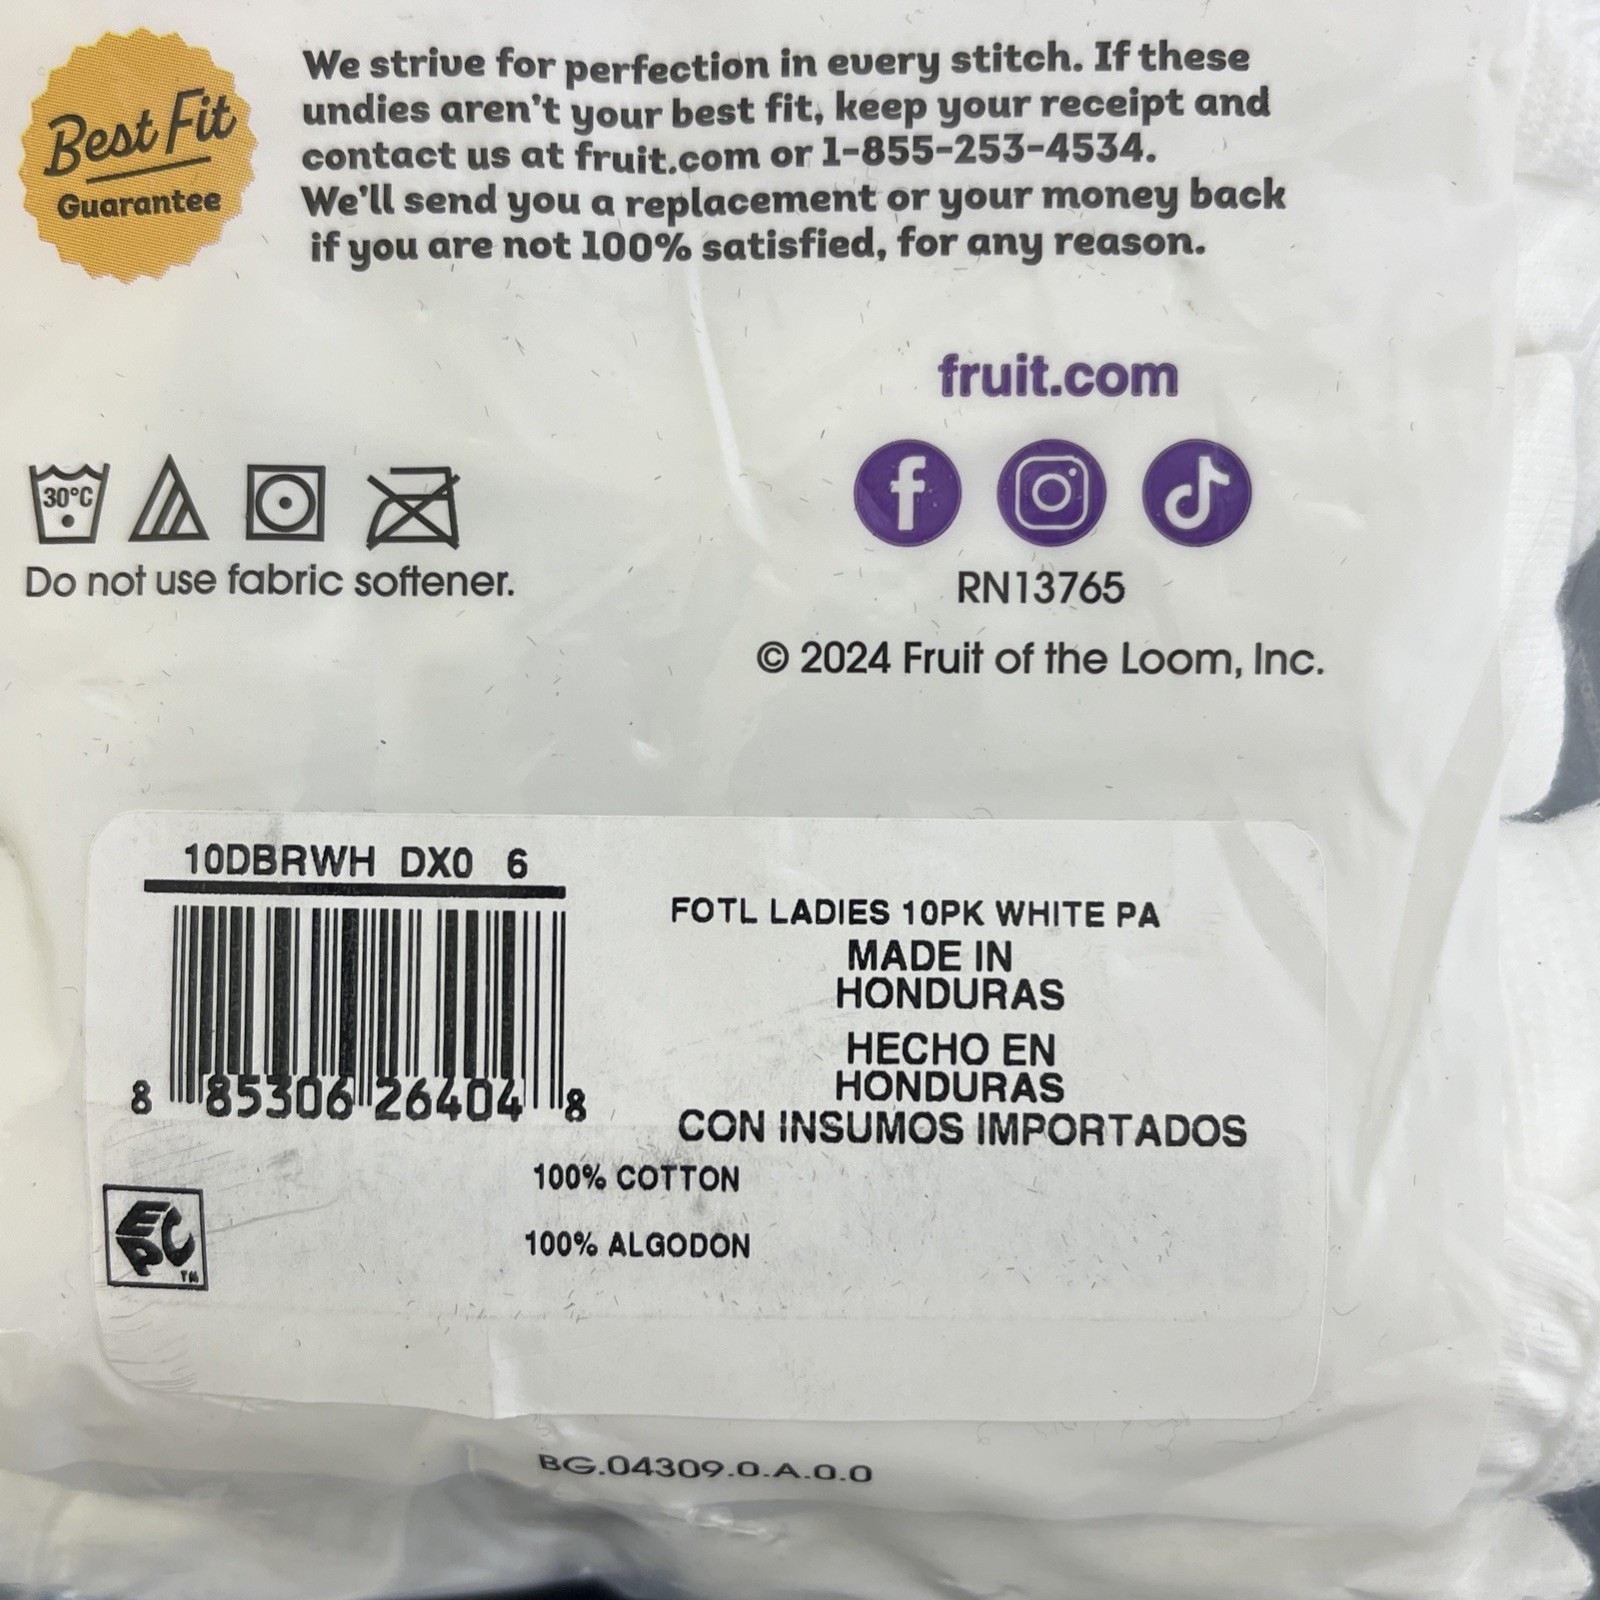 Best Fit
Guarantee
We strive for perfection in every stitch. If these
undies aren't your best fit, keep your receipt and
contact us at fruit.com or 1-855-253-4534.
We'll send you a replacement or your money back
if you are not 100% satisfied, for any reason.
fruit.com
30°C
Do not use fabric softener.
RN13765
© 2024 Fruit of the Loom, Inc.
10DBRWH DX0 6
8 85306 26404 8
FOTL LADIES 10PK WHITE PA
MADE IN
HONDURAS
HECHO EN
HONDURAS
CON INSUMOS IMPORTADOS
100% COTTON
100% ALGODON
EPC
TM
BG.04309.0.A.0.0